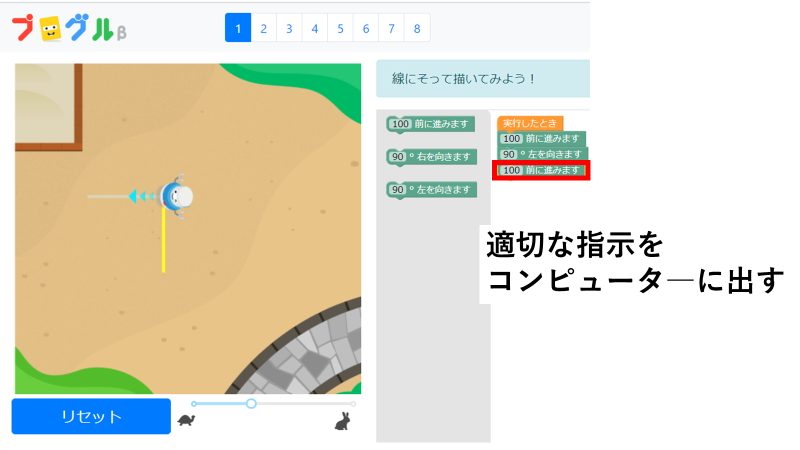 プログルβ
1 2 3 4 5 6 7 8
線にそって描いてみよう！
100 前に進みます
90 ° 右を向きます
90 ° 左を向きます
実行したとき
100 前に進みます
90 ° 左を向きます
100 前に進みます
適切な指示を
コンピュータ―に出す
リセット